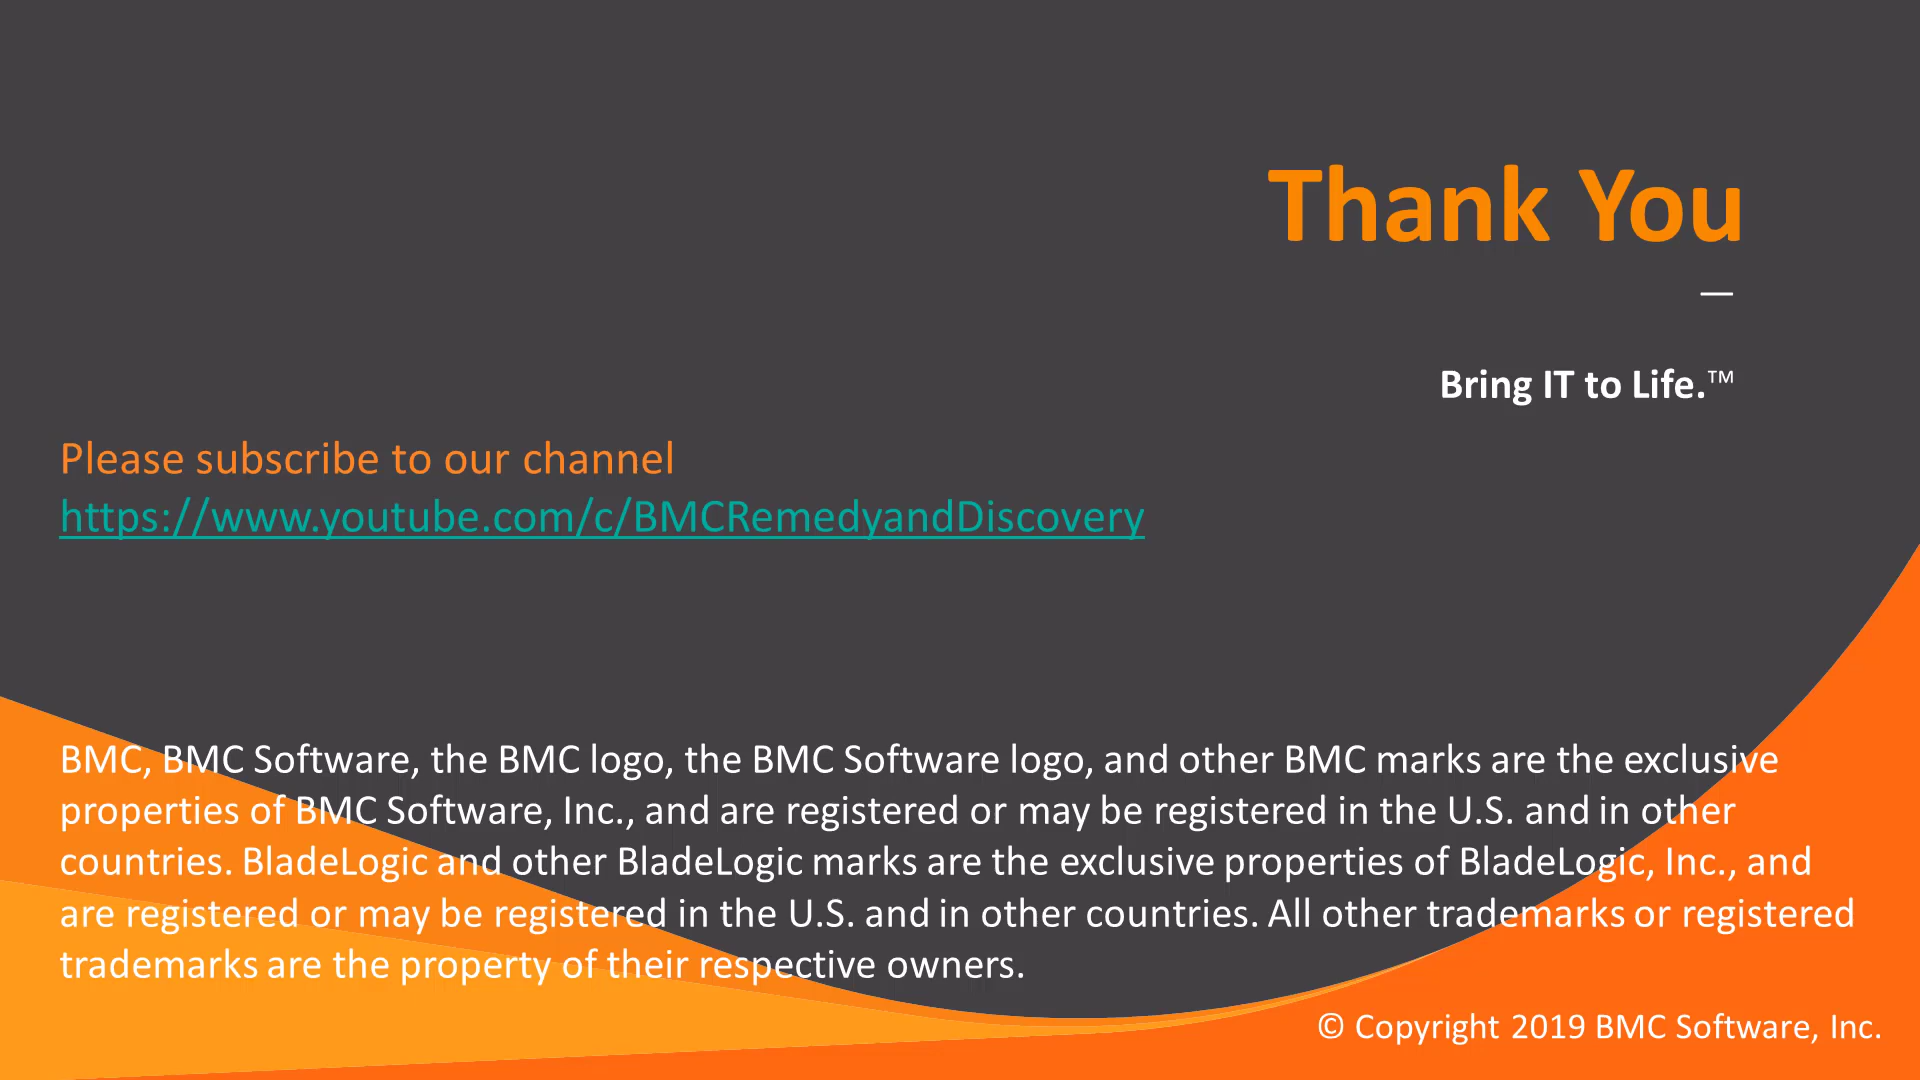 Thank You
—
Bring IT to Life.™
Please subscribe to our channel
https://www.youtube.com/c/BMCRemedyandDiscovery
BMC, BMC Software, the BMC logo, the BMC Software logo, and other BMC marks are the exclusive
properties of BMC Software, Inc., and are registered or may be registered in the U.S. and in other
countries. BladeLogic and other BladeLogic marks are the exclusive properties of BladeLogic, Inc., and
are registered or may be registered in the U.S. and in other countries. All other trademarks or registered
trademarks are the property of their respective owners.
© Copyright 2019 BMC Software, Inc.